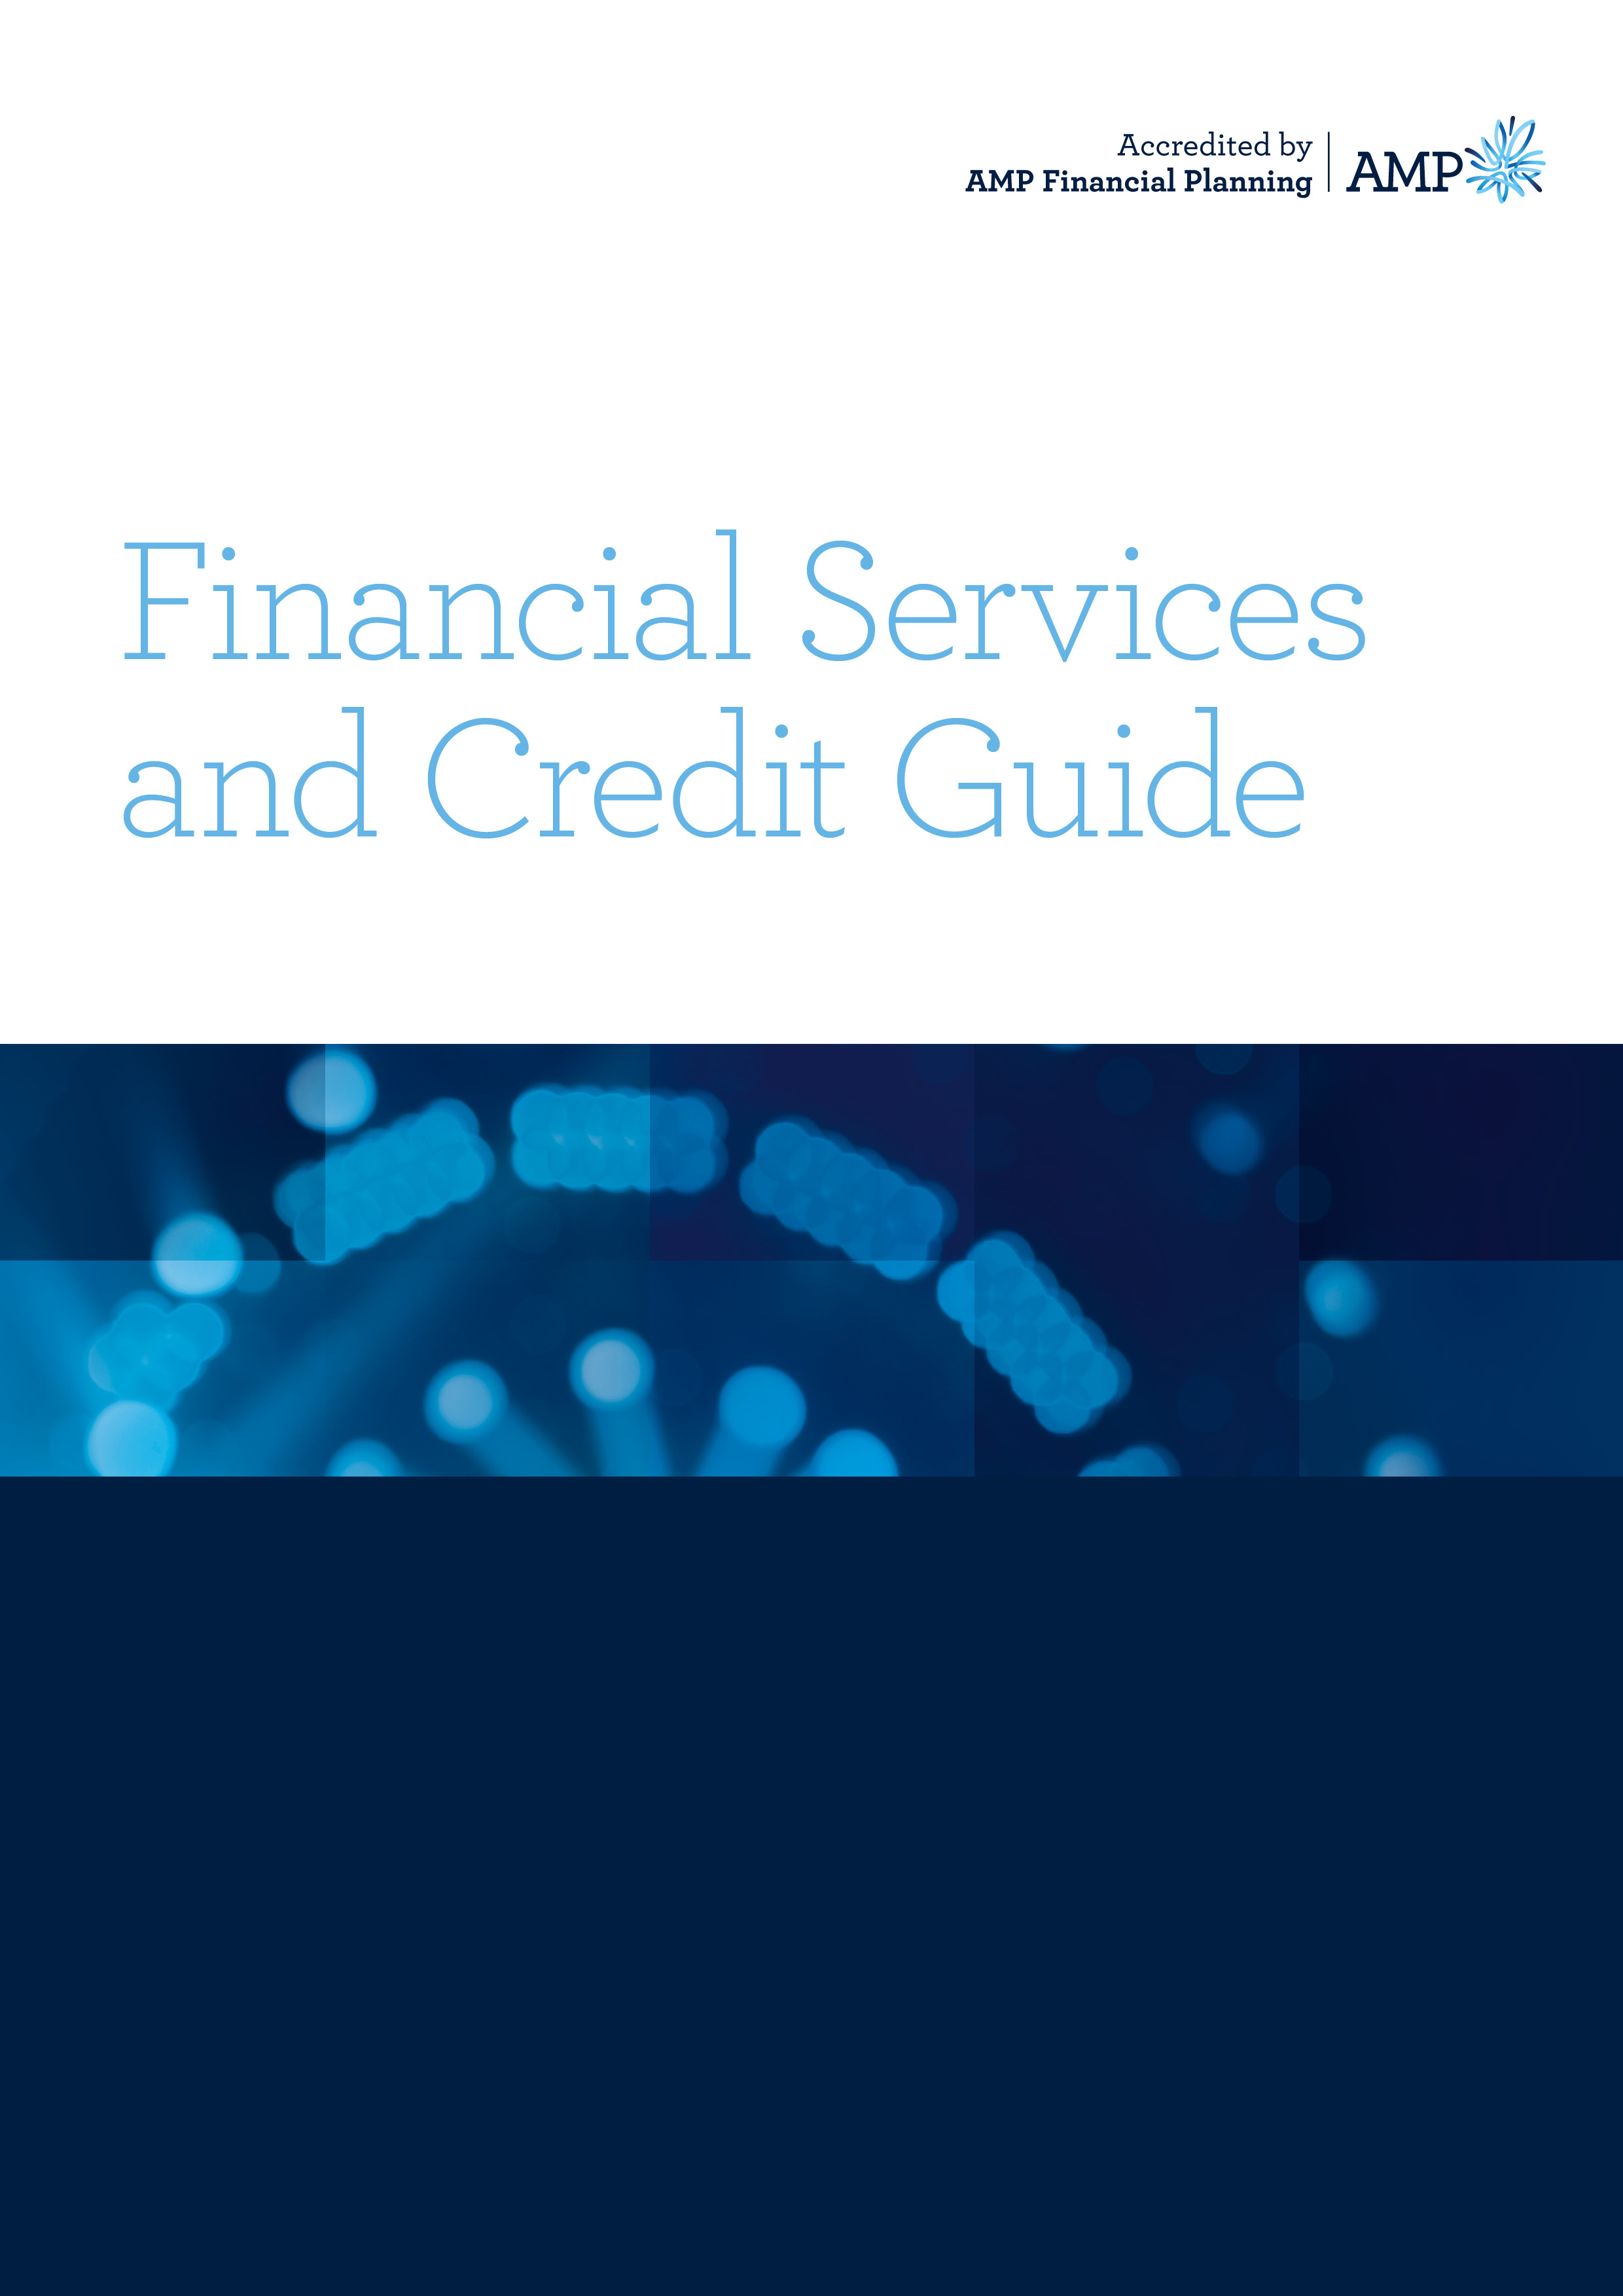 Accredited by
AMP Financial Planning
AMP
Financial Services
and Credit Guide